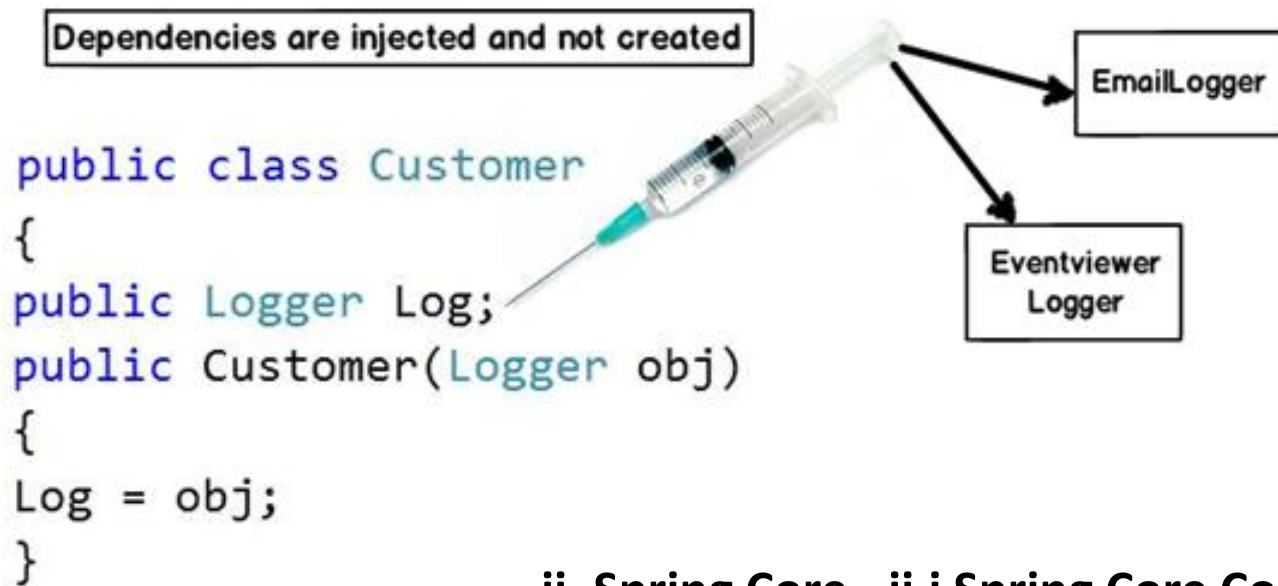 Dependencies are injected and not created
EmailLogger
Eventviewer
Logger
public class Customer
{
public Logger Log;
public Customer(Logger obj)
{
Log = obj;
}